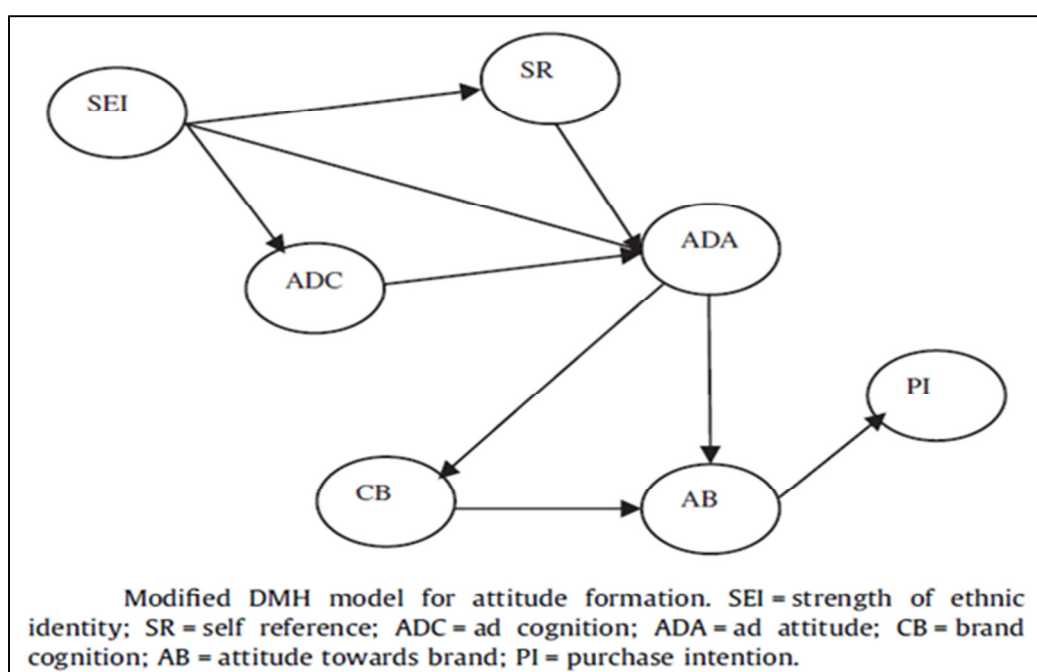 SEI
SR
ADA
ADC
PI
CB
AB
Modified DMH model for attitude formation. SEI = strength of ethnic
identity; SR = self reference; ADC = ad cognition; ADA = ad attitude; CB = brand
cognition; AB = attitude towards brand; PI = purchase intention.